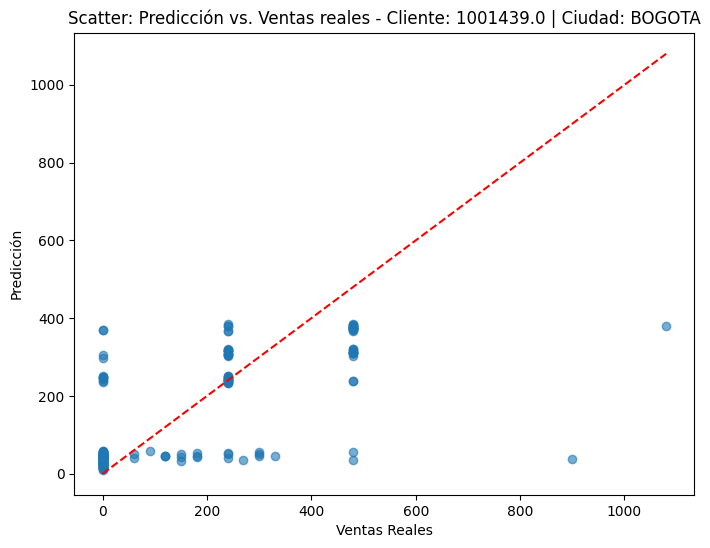 Scatter: Predicción vs. Ventas reales - Cliente: 1001439.0 | Ciudad: BOGOTA
1000
800
600
400
200
0
Predicción
0 200 400 600 800 1000
Ventas Reales